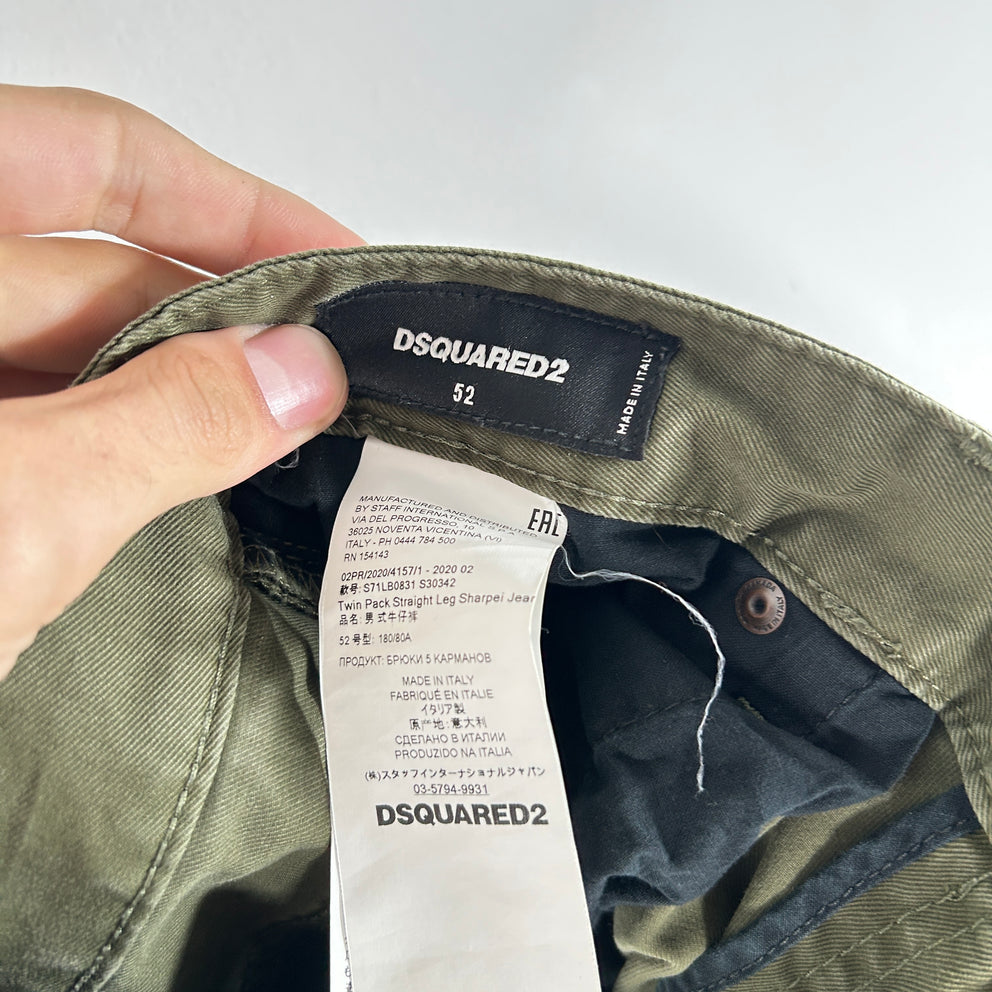 DSQUARED2
52
MADE IN ITALY
MANUFACTURED AND DISTRIBUTED
BY STAFF INTERNATIONAL S.P.A
VIA DEL PROGRESSO, 10
36025 NOVENTA VICENTINA (VI)
ITALY - PH 0444 784 500
RN 154143
EAC
02PR/2020/4157/1 - 2020 02
款号: S71LB0831 S30342
Twin Pack Straight Leg Sharpei Jean
品名: 男式牛仔裤
52 号型: 180/80A
ПРОДУКТ: БРЮКИ 5 КАРМАНОВ
MADE IN ITALY
FABRIQUÉ EN ITALIE
イタリア製
原产地: 意大利
СДЕЛАНО В ИТАЛИИ
PRODUZIDO NA ITALIA
(株)スタッフインターナショナルジャパン
03-5794-9931
DSQUARED2